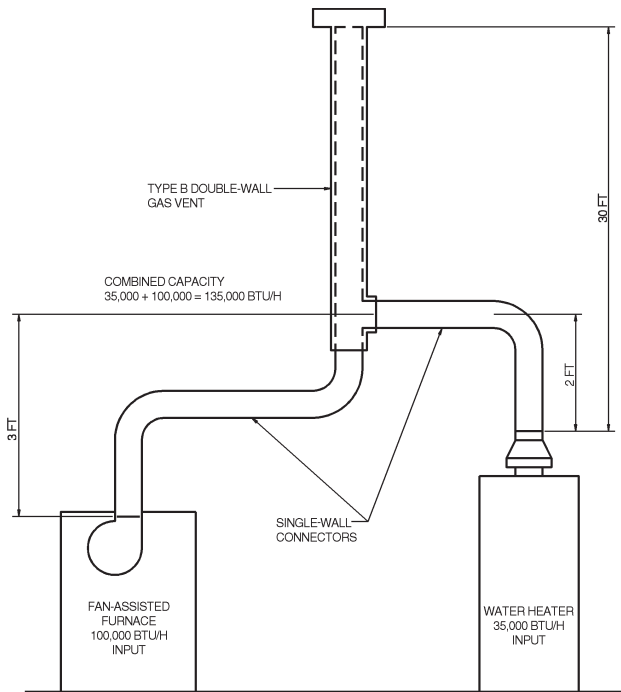 TYPE B DOUBLE-WALL
GAS VENT
30 FT
COMBINED CAPACITY
35,000 + 100,000 = 135,000 BTU/H
2 FT
3 FT
SINGLE-WALL
CONNECTORS
FAN-ASSISTED
FURNACE
100,000 BTU/H
INPUT
WATER HEATER
35,000 BTU/H
INPUT